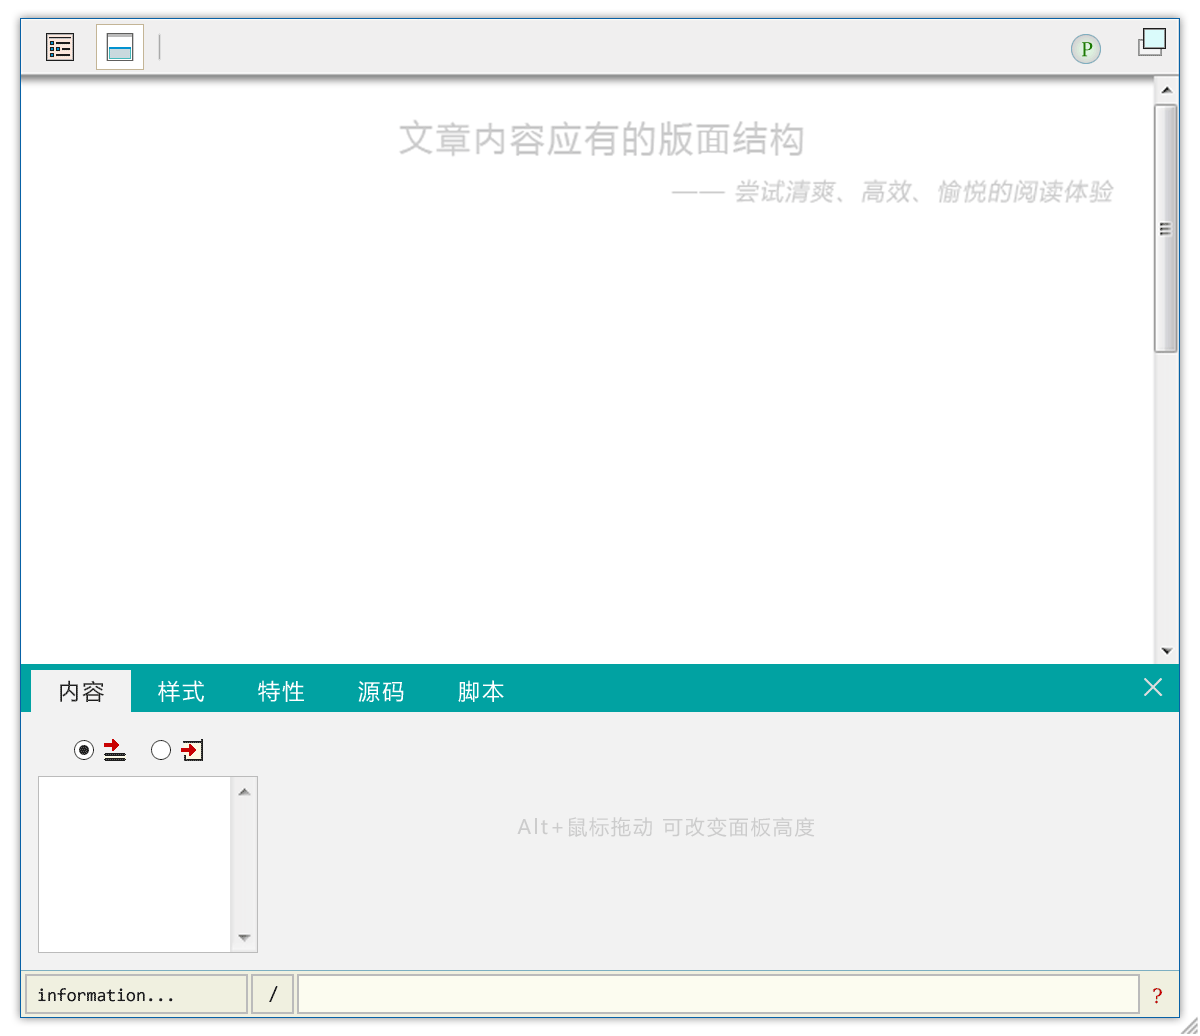 P
文章内容应有的版面结构
—— 尝试清爽、高效、愉悦的阅读体验
内容 样式 特性 源码 脚本
Alt+鼠标拖动 可改变面板高度
information... / ?